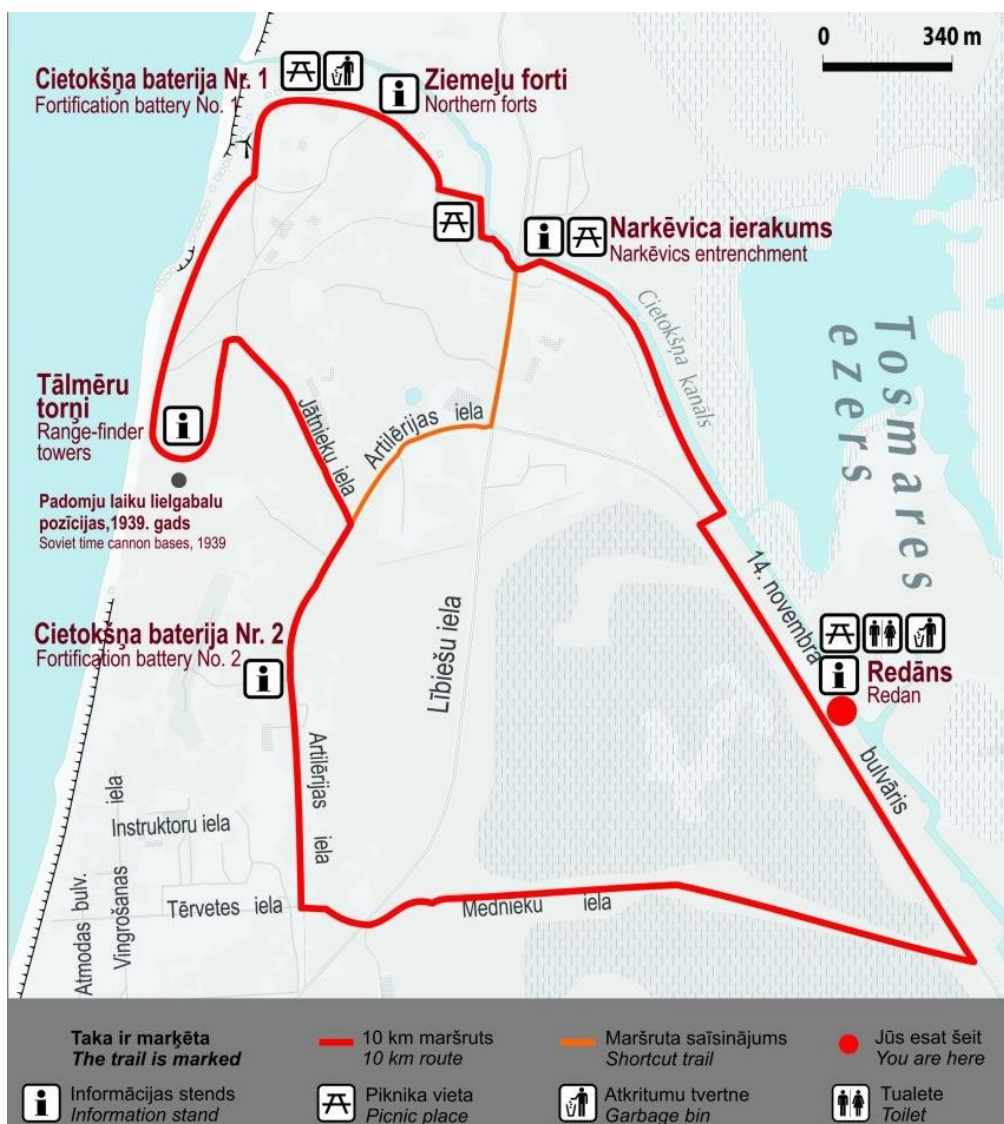 0 340 m
Cietokšņa baterija Nr. 1
Fortification battery No. 1
Ziemeļu forti
Northern forts
Narkēvica ierakums
Narkēvics entrenchment
Cietokšņa kanāls
Tosmares
ezers
Tālmēru
torņi
Range-finder
towers
Jātnieku iela
Artilērijas iela
Padomju laiku lielgabalu
pozīcijas,1939. gads
Soviet time cannon bases, 1939
14. novembra
bulvāris
Cietokšņa baterija Nr. 2
Fortification battery No. 2
Lībiešu iela
Redāns
Redan
Artilērijas iela
Instruktoru iela
Atmodas bulv.
Vingrošanas iela
Tērvetes iela
Mednieku iela
Taka ir marķēta
The trail is marked
10 km maršruts
10 km route
Maršruta saīsinājums
Shortcut trail
Jūs esat šeit
You are here
Informācijas stends
Information stand
Piknika vieta
Picnic place
Atkritumu tvertne
Garbage bin
Tualete
Toilet